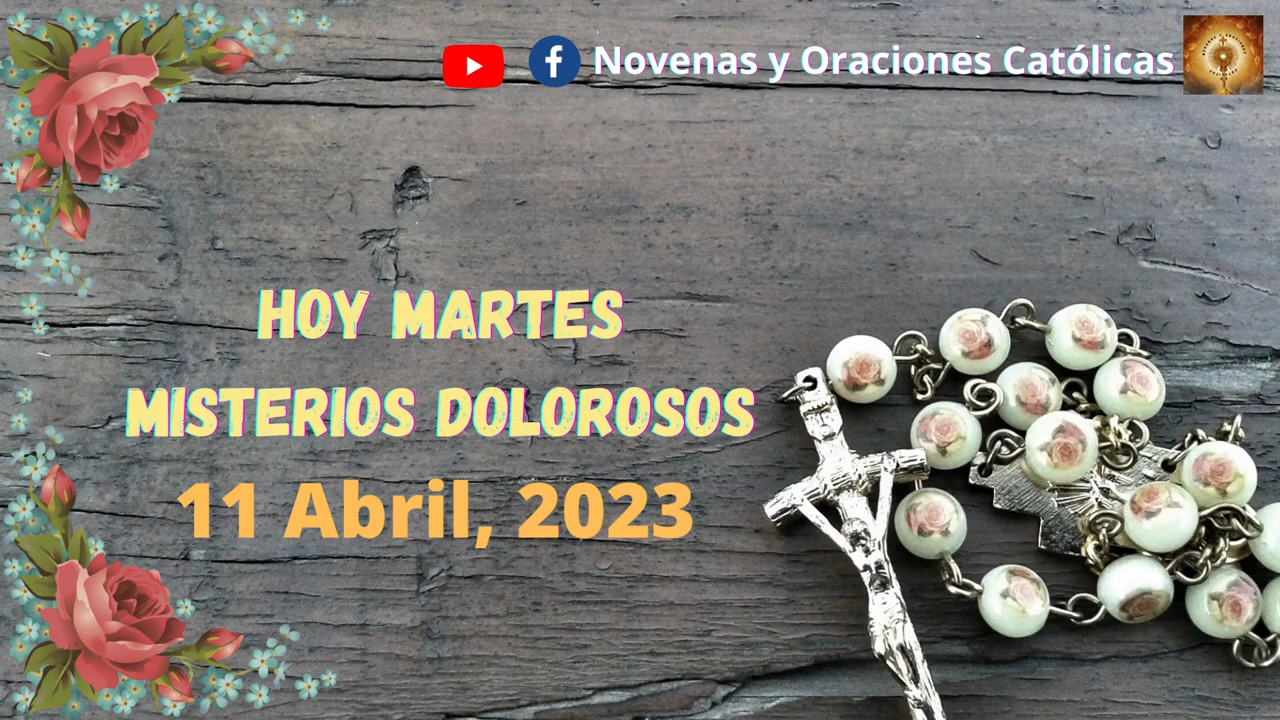 Novenas y Oraciones Católicas
HOY MARTES
MISTERIOS DOLOROSOS
11 Abril, 2023